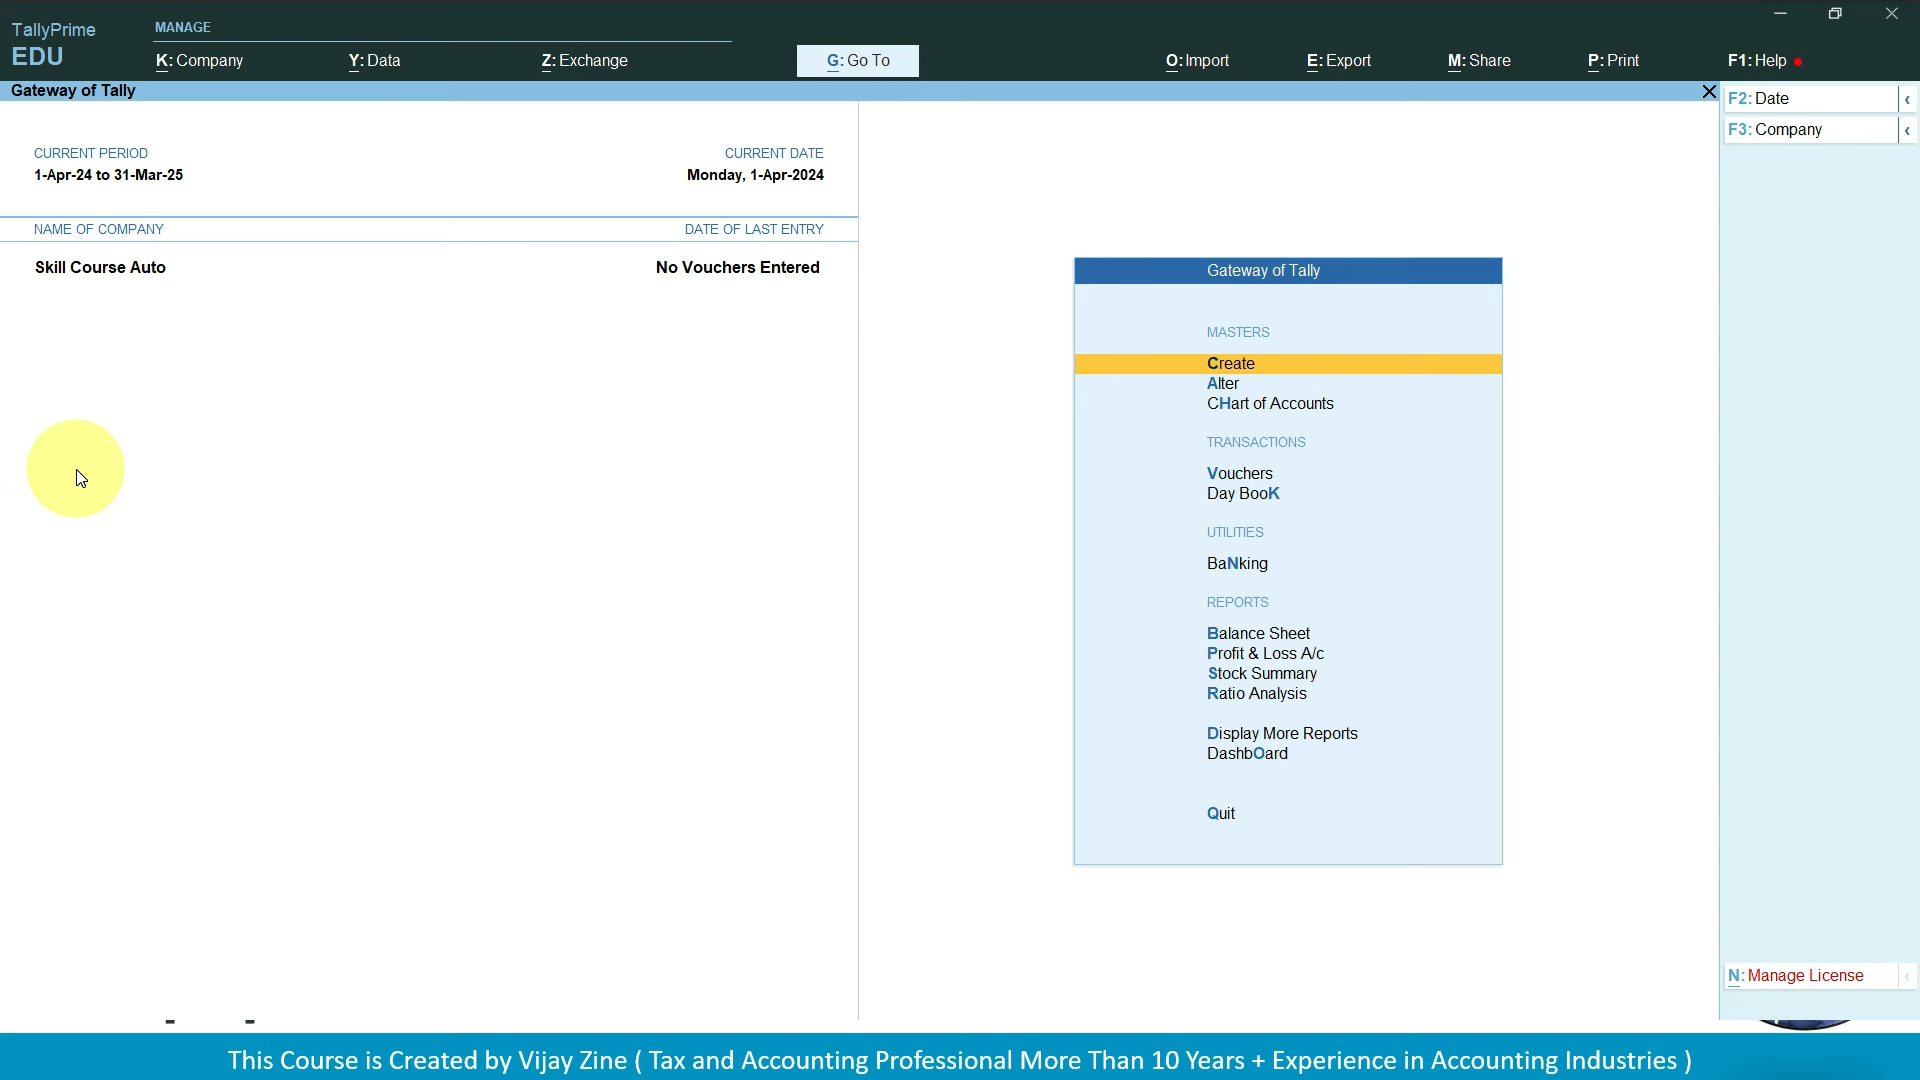 TallyPrime
EDU
MANAGE
K: Company
Y: Data
Z: Exchange
G: Go To
O: Import
E: Export
M: Share
P: Print
F1: Help
Gateway of Tally
F2: Date
F3: Company
CURRENT PERIOD
CURRENT DATE
1-Apr-24 to 31-Mar-25
Monday, 1-Apr-2024
NAME OF COMPANY
DATE OF LAST ENTRY
Skill Course Auto
No Vouchers Entered
Gateway of Tally
MASTERS
Create
Alter
CHart of Accounts
TRANSACTIONS
Vouchers
Day BooK
UTILITIES
BaNking
REPORTS
Balance Sheet
Profit & Loss A/c
Stock Summary
Ratio Analysis
Display More Reports
DashbOard
Quit
N: Manage License
This Course is Created by Vijay Zine ( Tax and Accounting Professional More Than 10 Years + Experience in Accounting Industries )